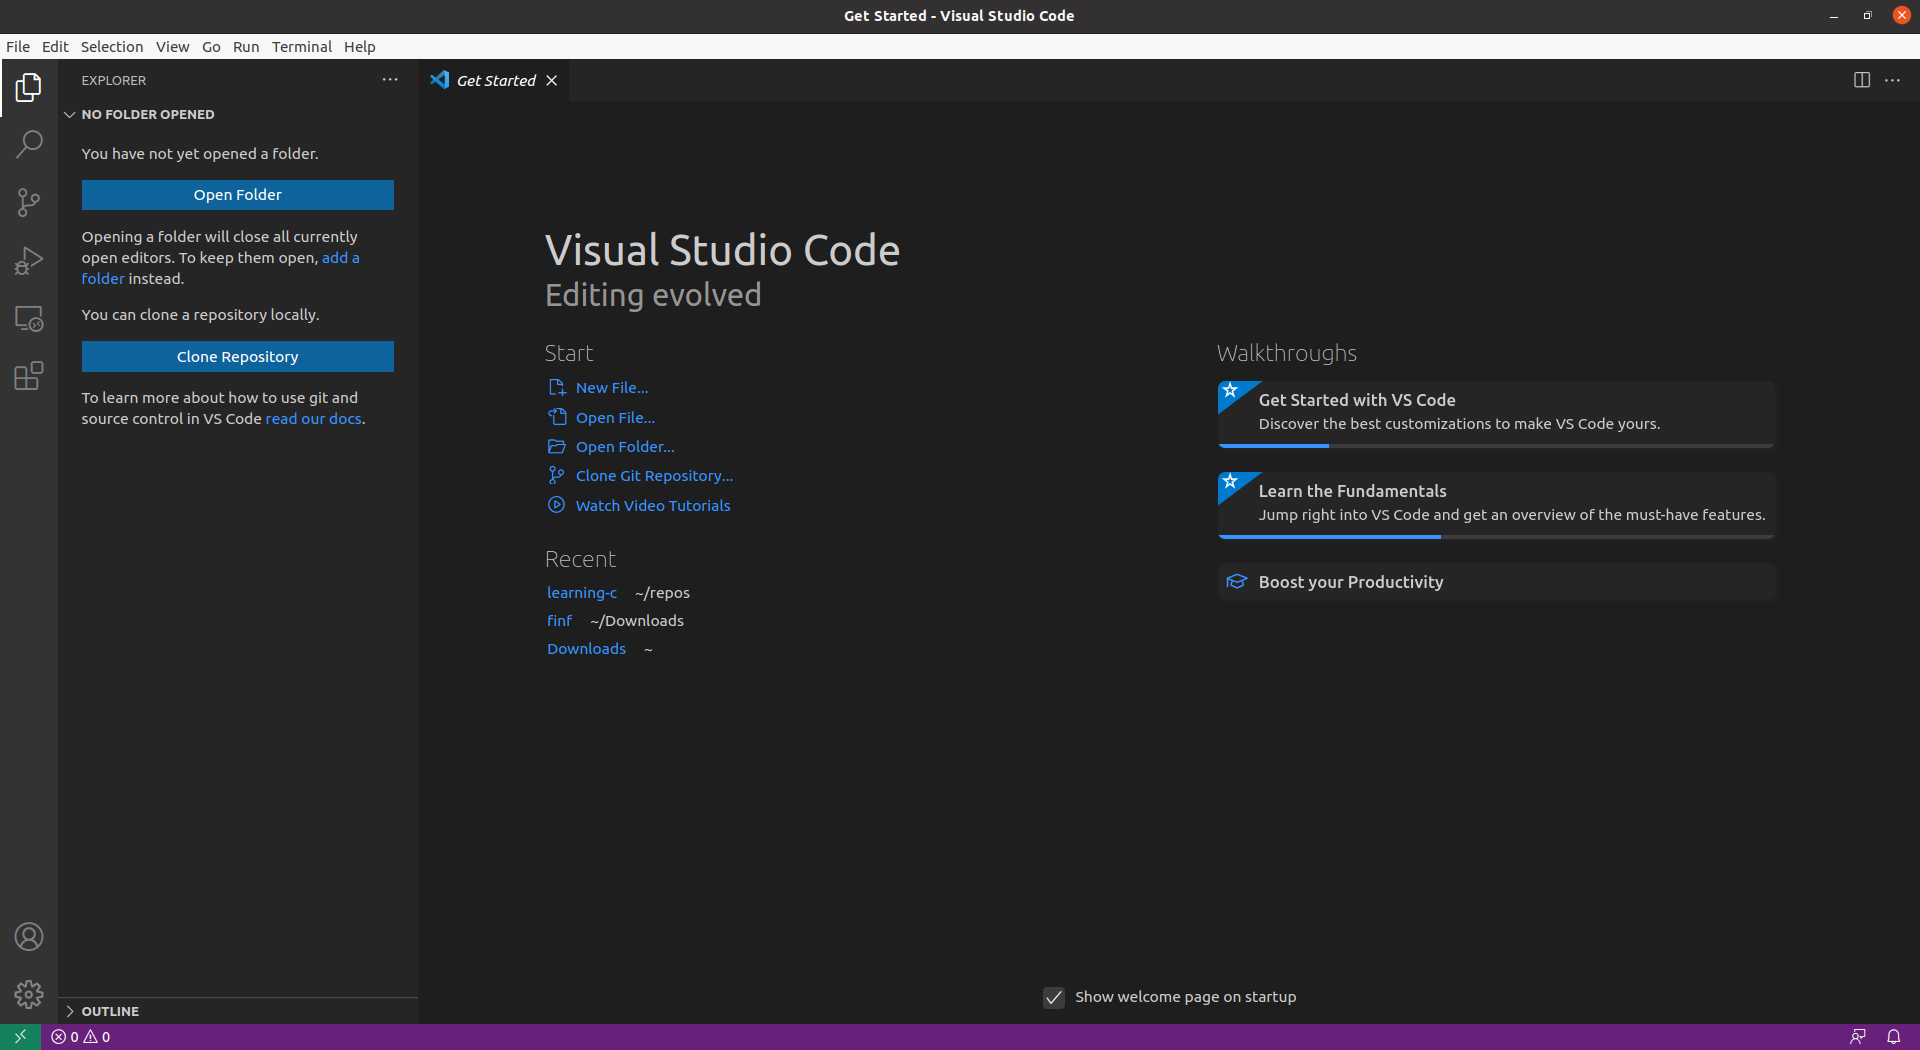 Get Started - Visual Studio Code
File Edit Selection View Go Run Terminal Help
EXPLORER
Get Started
NO FOLDER OPENED
You have not yet opened a folder.
Open Folder
Opening a folder will close all currently
open editors. To keep them open, add a
folder instead.
You can clone a repository locally.
Clone Repository
To learn more about how to use git and
source control in VS Code read our docs.
OUTLINE
Visual Studio Code
Editing evolved
Start
New File...
Open File...
Open Folder...
Clone Git Repository...
Watch Video Tutorials
Recent
learning-c ~/repos
finf ~/Downloads
Downloads ~
Walkthroughs
Get Started with VS Code
Discover the best customizations to make VS Code yours.
Learn the Fundamentals
Jump right into VS Code and get an overview of the must-have features.
Boost your Productivity
Show welcome page on startup
0 0